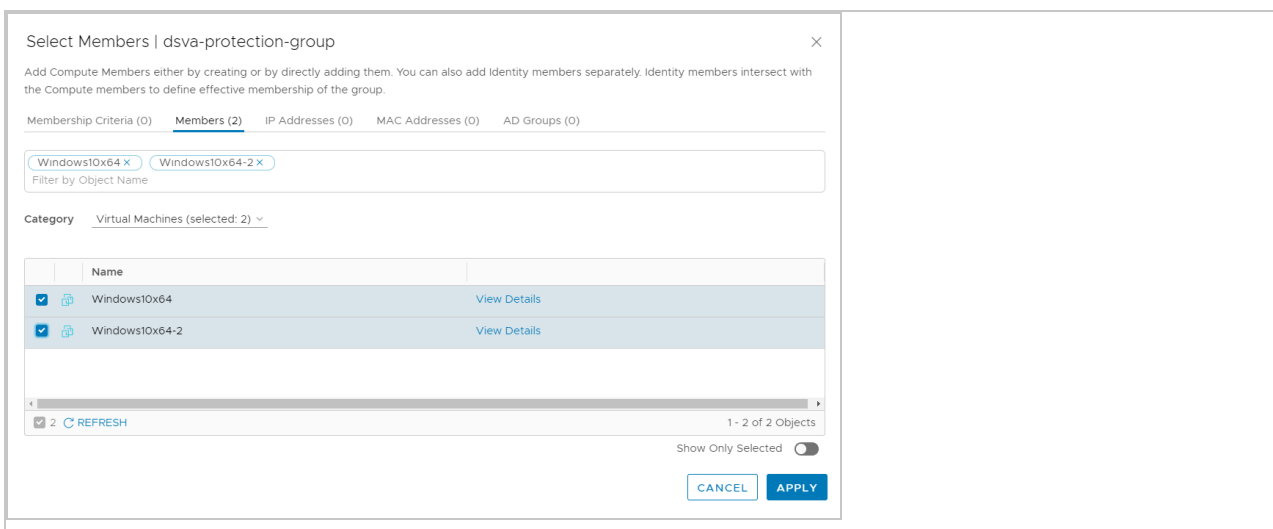 Select Members | dsva-protection-group
Add Compute Members either by creating or by directly adding them. You can also add Identity members separately. Identity members intersect with
the Compute members to define effective membership of the group.
Membership Criteria (0) Members (2) IP Addresses (0) MAC Addresses (0) AD Groups (0)
Windows10x64 × Windows10x64-2 ×
Filter by Object Name
Category Virtual Machines (selected: 2)
Name
Windows10x64 View Details
Windows10x64-2 View Details
2 REFRESH 1 - 2 of 2 Objects
Show Only Selected
CANCEL APPLY